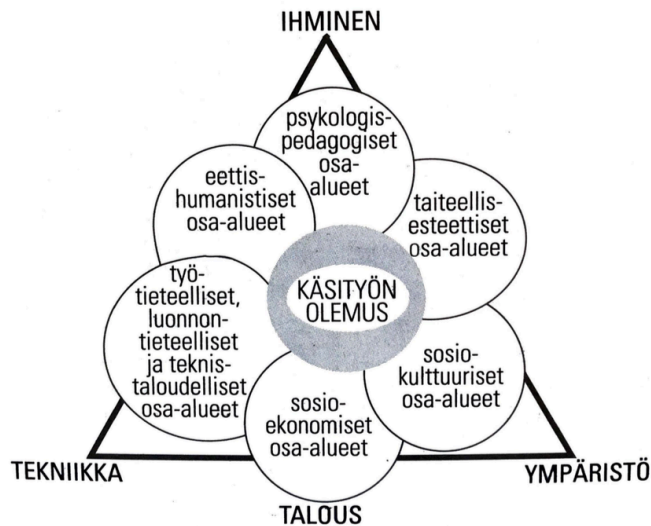 IHMINEN
psykologis-
pedagogiset
osa-
alueet
eettis-
humanistiset
osa-alueet
taiteellis-
esteettiset
osa-alueet
työ-
tieteelliset,
luonnon-
tieteelliset
ja teknis-
taloudelliset
osa-alueet
KÄSITYÖN
OLEMUS
sosio-
kulttuuriset
osa-alueet
sosio-
ekonomiset
osa-alueet
TEKNIIKKA
YMPÄRISTÖ
TALOUS